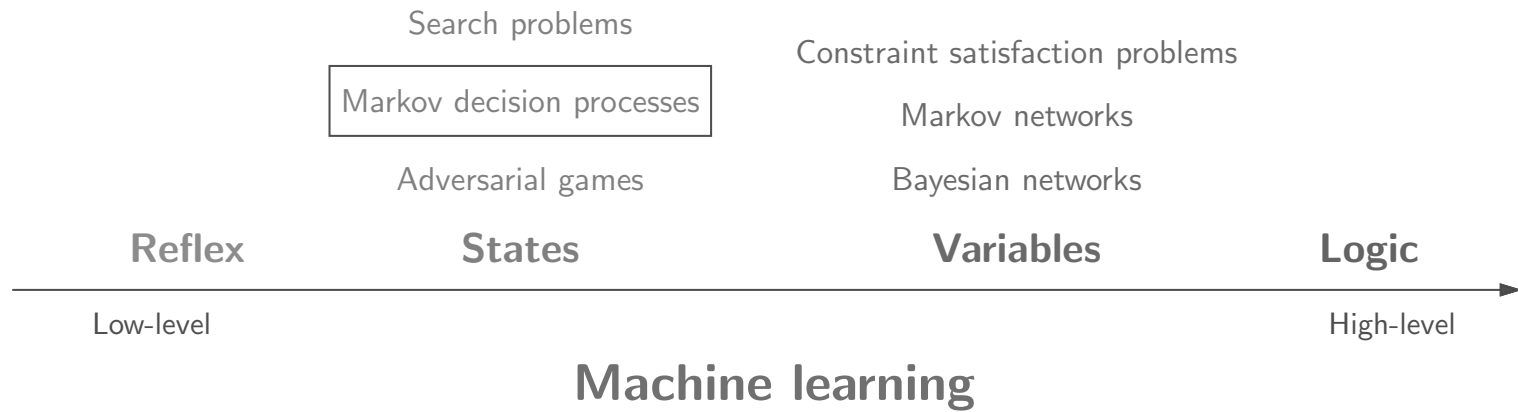 Search problems
Markov decision processes
Adversarial games
Constraint satisfaction problems
Markov networks
Bayesian networks
Reflex
States
Variables
Logic
Low-level
High-level
Machine learning